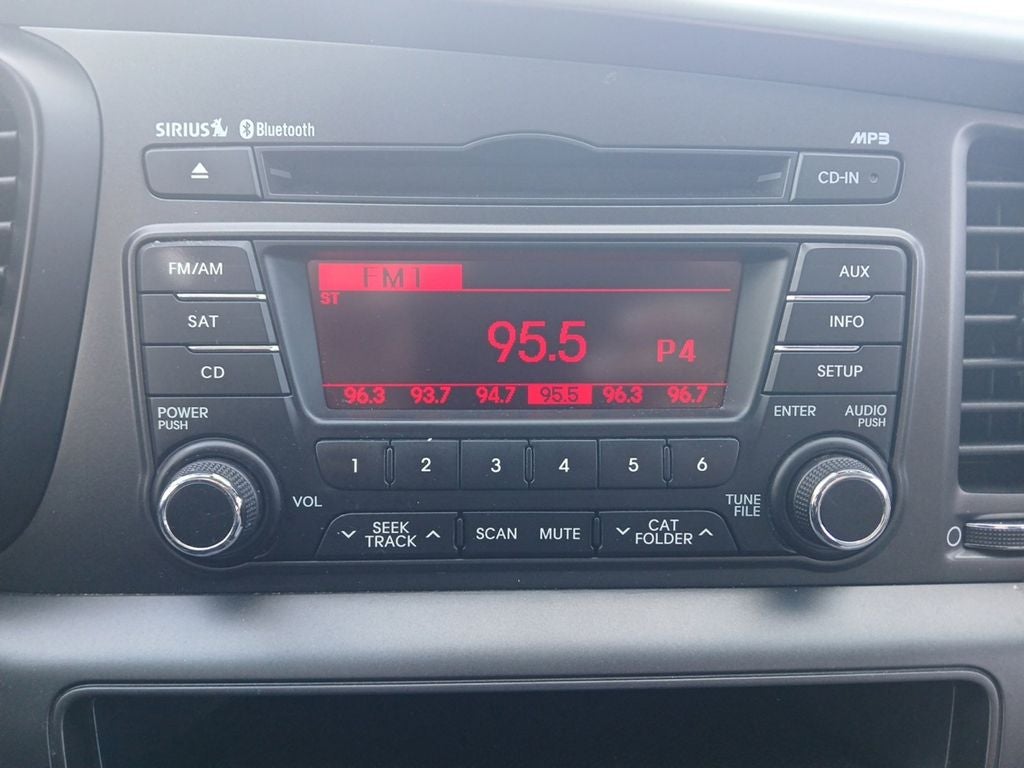 SIRIUS Bluetooth
MP3
CD-IN
FM/AM
SAT
CD
FM1
ST
95.5
P4
96.3 93.7 94.7 95.5 96.3 96.7
AUX
INFO
SETUP
POWER
PUSH
ENTER
AUDIO
PUSH
1 2 3 4 5 6
VOL
TUNE
FILE
SEEK
TRACK
SCAN
MUTE
CAT
FOLDER